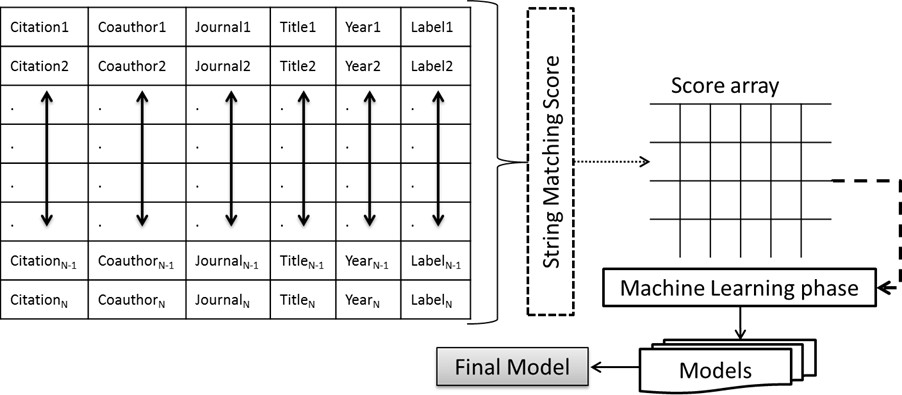 Citation1 Coauthor1 Journal1 Title1 Year1 Label1
Citation2 Coauthor2 Journal2 Title2 Year2 Label2
. . . . . .
. . . . . .
. . . . . .
. . . . . .
CitationN-1 CoauthorN-1 JournalN-1 TitleN-1 YearN-1 LabelN-1
CitationN CoauthorN JournalN TitleN YearN LabelN
String Matching Score
Score array
Machine Learning phase
Models
Final Model